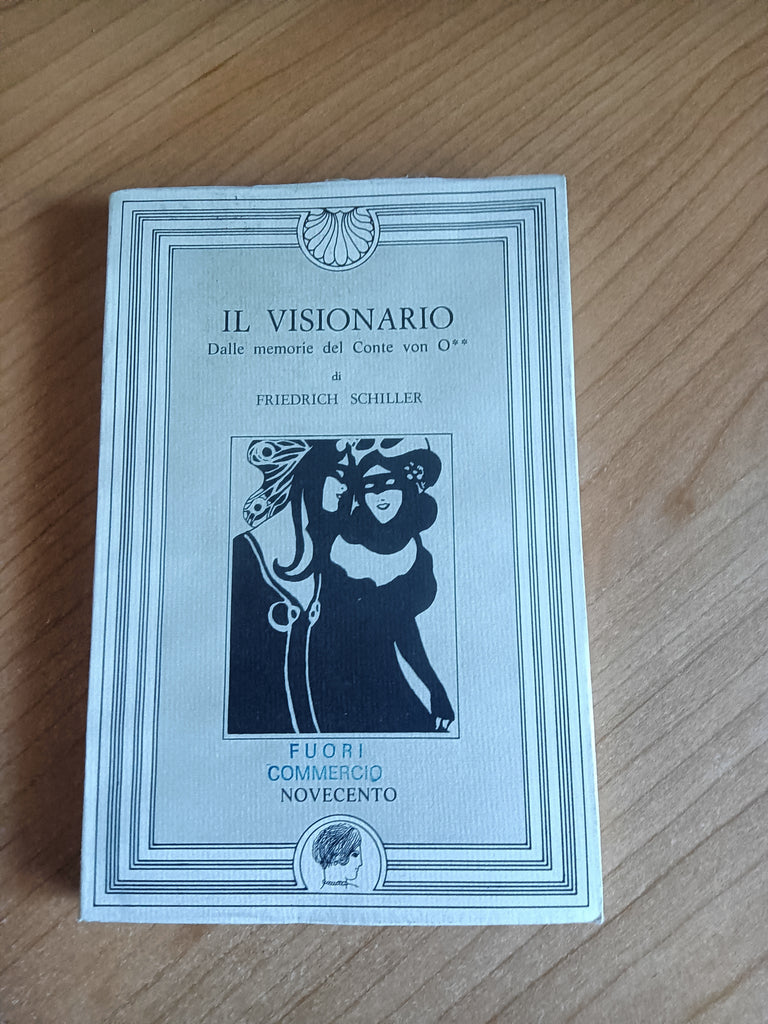 IL VISIONARIO
Dalle memorie del Conte von O**
di
FRIEDRICH SCHILLER
FUORI
COMMERCIO
NOVECENTO